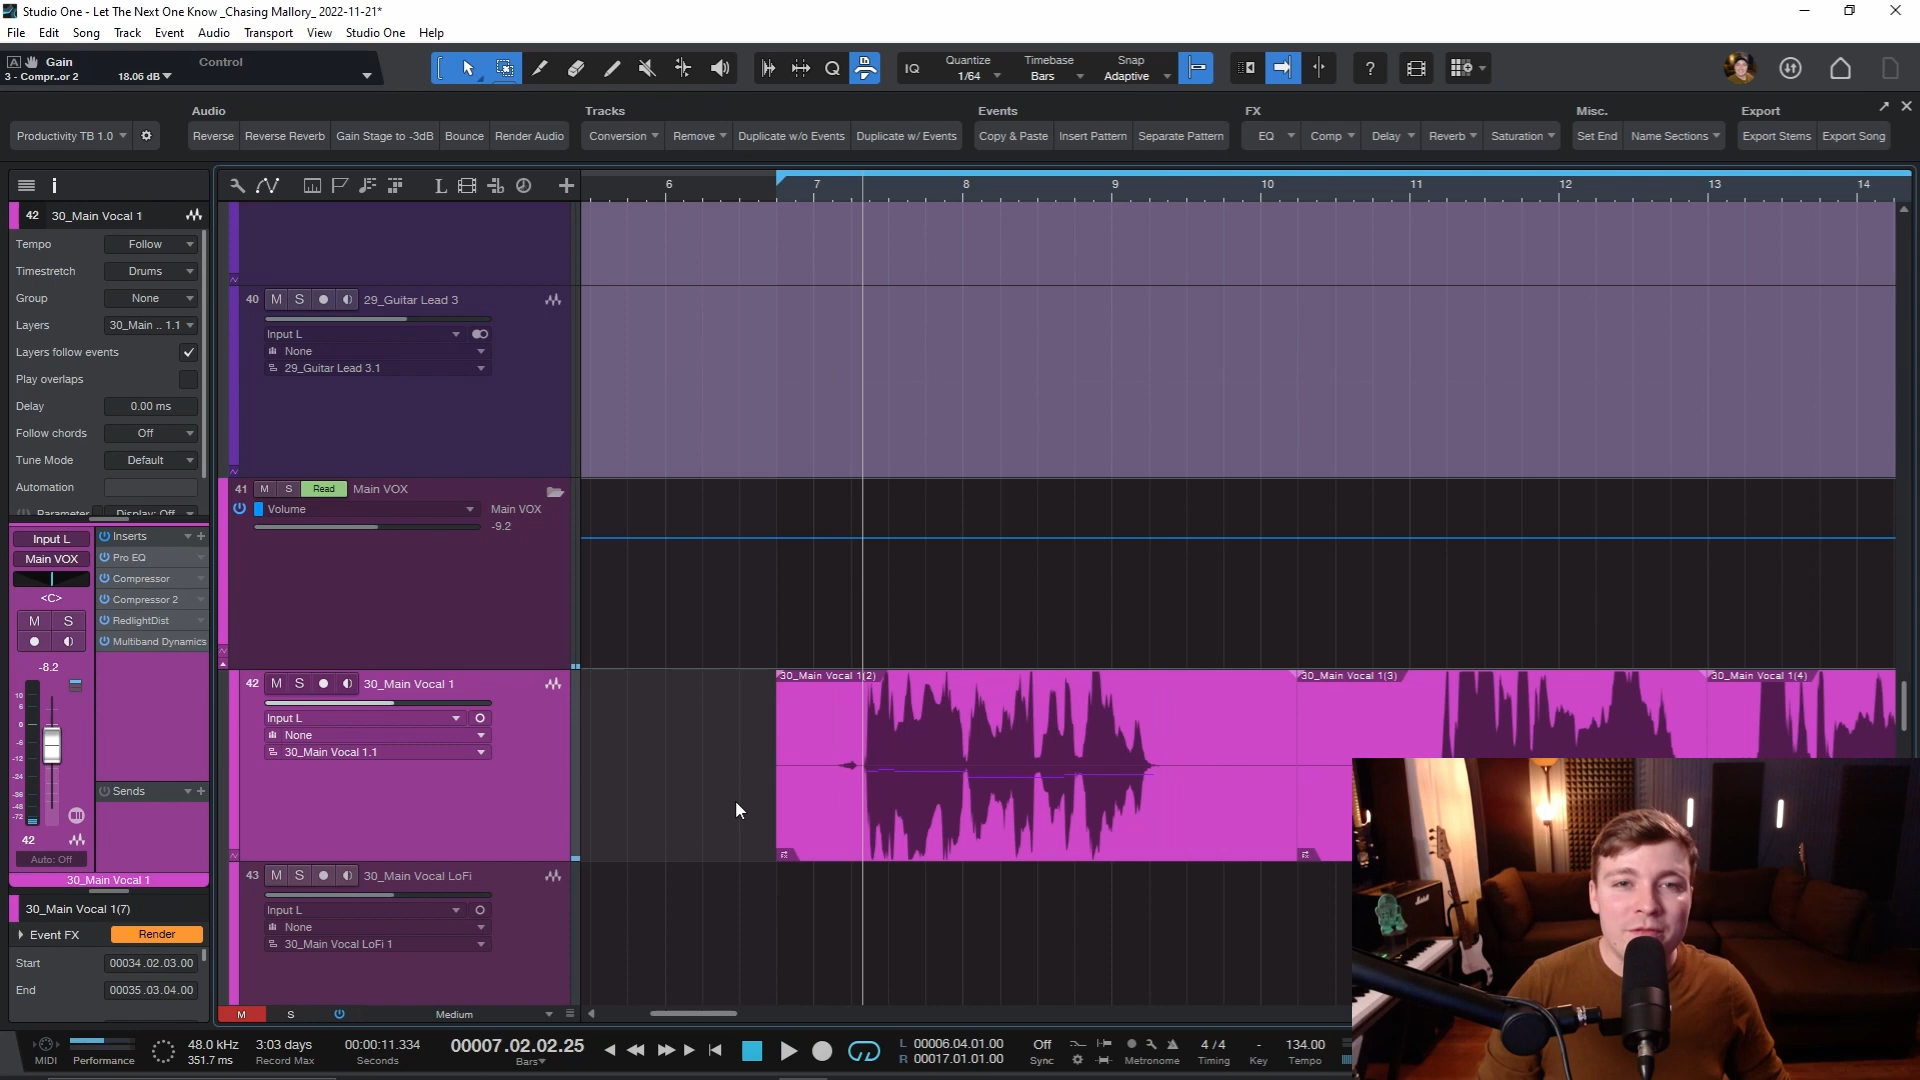 Studio One - Let The Next One Know _Chasing Mallory_ 2022-11-21*
File Edit Song Track Event Audio Transport View Studio One Help
A Gain Control
3 - Compr..or 2 18.06 dB
IQ Quantize 1/64 Timebase Bars Snap Adaptive ?
Audio Tracks Events FX Misc. Export
Productivity TB 1.0 Reverse Reverse Reverb Gain Stage to -3dB Bounce Render Audio Conversion Remove Duplicate w/o Events Duplicate w/ Events Copy & Paste Insert Pattern Separate Pattern EQ Comp Delay Reverb Saturation Set End Name Sections Export Stems Export Song
6 7 8 9 10 11 12 13 14
42 30_Main Vocal 1
Tempo Follow
Timestretch Drums
Group None
Layers 30_Main .. 1.1
Layers follow events
Play overlaps
Delay 0.00 ms
Follow chords Off
Tune Mode Default
Automation
Parameter Display: Off
Input L Inserts
Main VOX Pro EQ
Compressor
<C> Compressor 2
M S RedlightDist
Multiband Dynamics
-8.2
10
6
0
-6
-12
-24
-36
-48
-72
Sends
42
Auto: Off
30_Main Vocal 1
30_Main Vocal 1(7)
Event FX Render
Start 00034.02.03.00
End 00035.03.04.00
40 M S 29_Guitar Lead 3
Input L
None
29_Guitar Lead 3.1
41 M S Read Main VOX
Volume Main VOX
-9.2
42 M S 30_Main Vocal 1
Input L
None
30_Main Vocal 1.1
43 M S 30_Main Vocal LoFi
Input L
None
30_Main Vocal LoFi 1
30_Main Vocal 1(2) 30_Main Vocal 1(3) 30_Main Vocal 1(4)
M S Medium
MIDI Performance
48.0 kHz
351.7 ms
3:03 days
Record Max
00:00:11.334
Seconds
00007.02.02.25
Bars
L 00006.04.01.00
R 00017.01.01.00
Off
Sync
Metronome
4 / 4
Timing
-
Key
134.00
Tempo